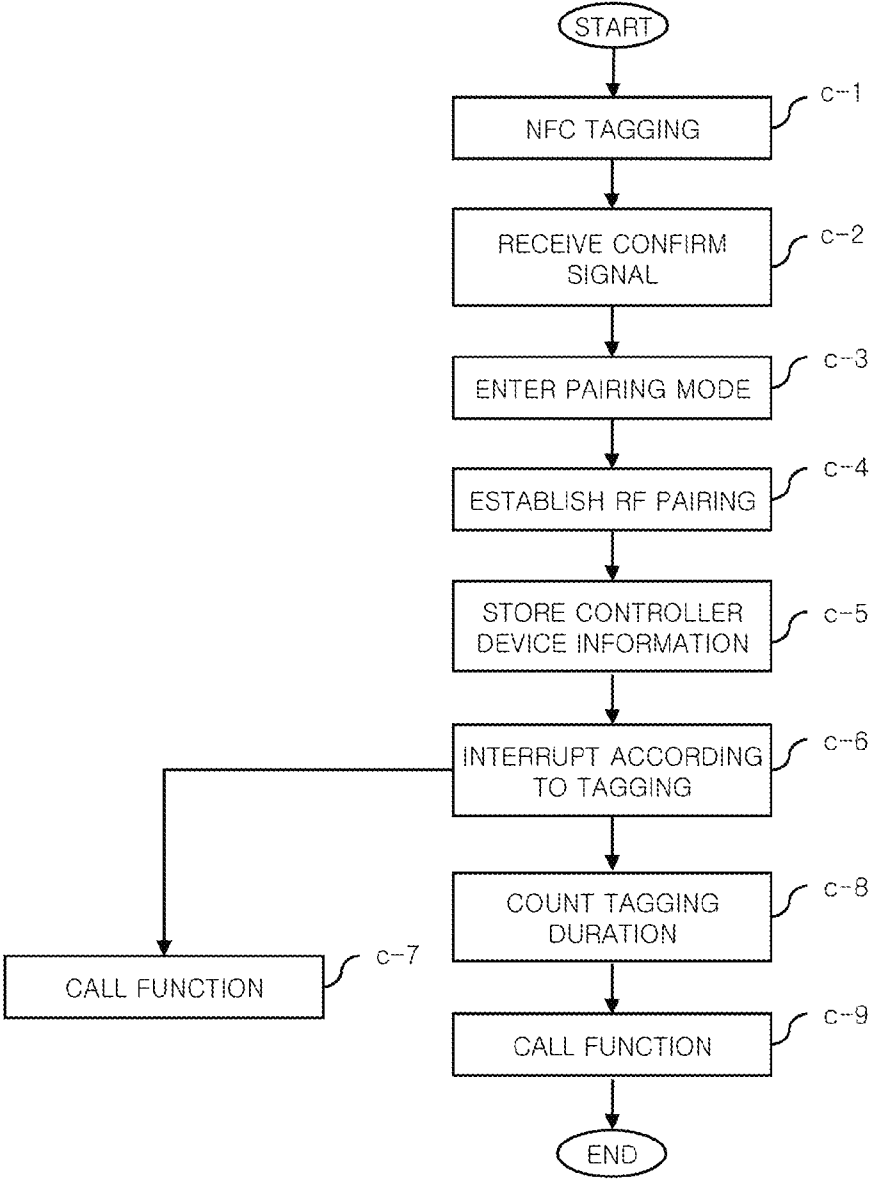 START
c-1
NFC TAGGING
c-2
RECEIVE CONFIRM
SIGNAL
c-3
ENTER PAIRING MODE
c-4
ESTABLISH RF PAIRING
c-5
STORE CONTROLLER
DEVICE INFORMATION
c-6
INTERRUPT ACCORDING
TO TAGGING
c-8
COUNT TAGGING
DURATION
c-7
CALL FUNCTION
c-9
CALL FUNCTION
END